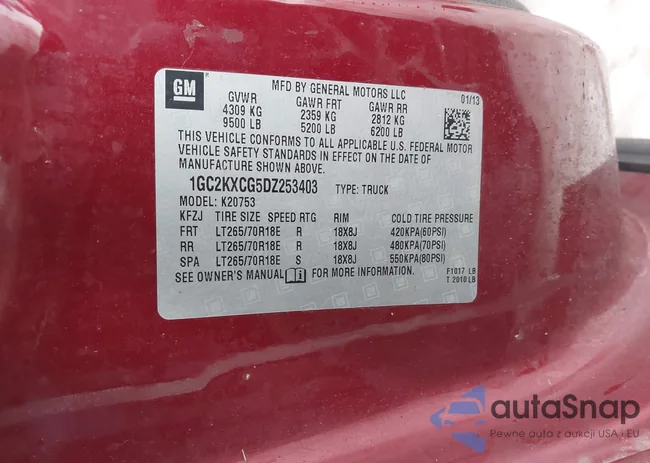 GM
MFD BY GENERAL MOTORS LLC
GVWR GAWR FRT GAWR RR 01/13
4309 KG 2359 KG 2812 KG
9500 LB 5200 LB 6200 LB
THIS VEHICLE CONFORMS TO ALL APPLICABLE U.S. FEDERAL MOTOR
VEHICLE SAFETY STANDARDS IN EFFECT ON THE DATE OF
MANUFACTURE SHOWN ABOVE.
1GC2KXCG5DZ253403 TYPE: TRUCK
MODEL: K20753
KFZJ TIRE SIZE SPEED RTG RIM COLD TIRE PRESSURE
FRT LT265/70R18E R 18X8J 420KPA(60PSI)
RR LT265/70R18E R 18X8J 480KPA(70PSI)
SPA LT265/70R18E S 18X8J 550KPA(80PSI)
SEE OWNER'S MANUAL FOR MORE INFORMATION.
F1017 LB
T 2010 LB
autaSnap
Pewne auto z aukcji USA i EU